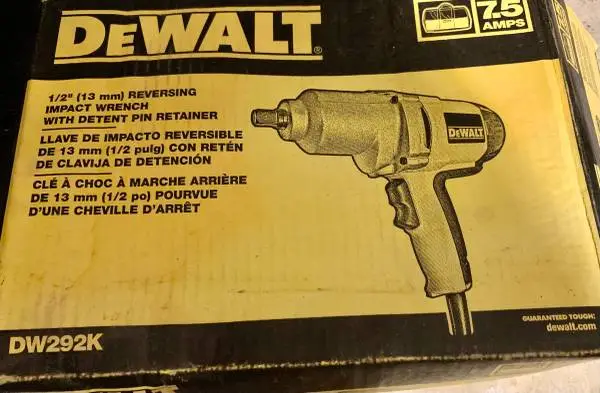 DEWALT®
7.5
AMPS
1/2" (13 mm) REVERSING
IMPACT WRENCH
WITH DETENT PIN RETAINER
LLAVE DE IMPACTO REVERSIBLE
DE 13 mm (1/2 pulg) CON RETÉN
DE CLAVIJA DE DETENCIÓN
CLÉ À CHOC À MARCHE ARRIÈRE
DE 13 mm (1/2 po) POURVUE
D'UNE CHEVILLE D'ARRÊT
DEWALT
GUARANTEED TOUGH®
dewalt.com
DW292K